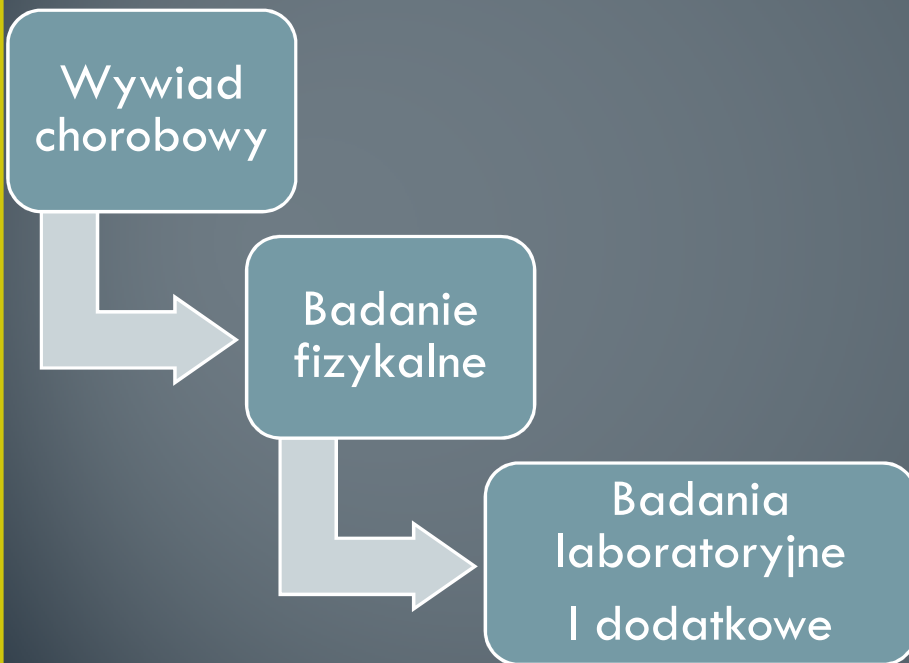 Wywiad
chorobowy
Badanie
fizykalne
Badania
laboratoryjne
I dodatkowe